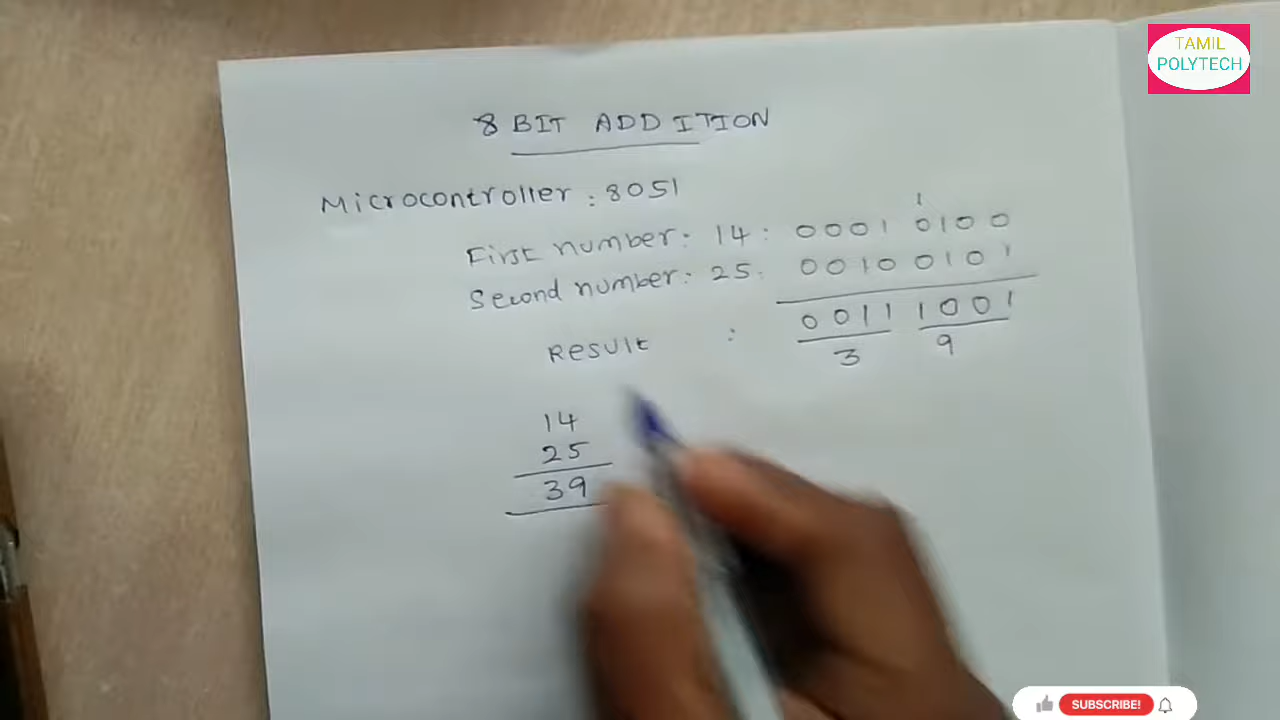 TAMIL
POLYTECH
8 BIT ADDITION
Microcontroller : 8051
1
First number: 14: 0001 0100
Second number: 25: 0010 0101
Result : 0011 1001
3 9
14
25
39
SUBSCRIBE!